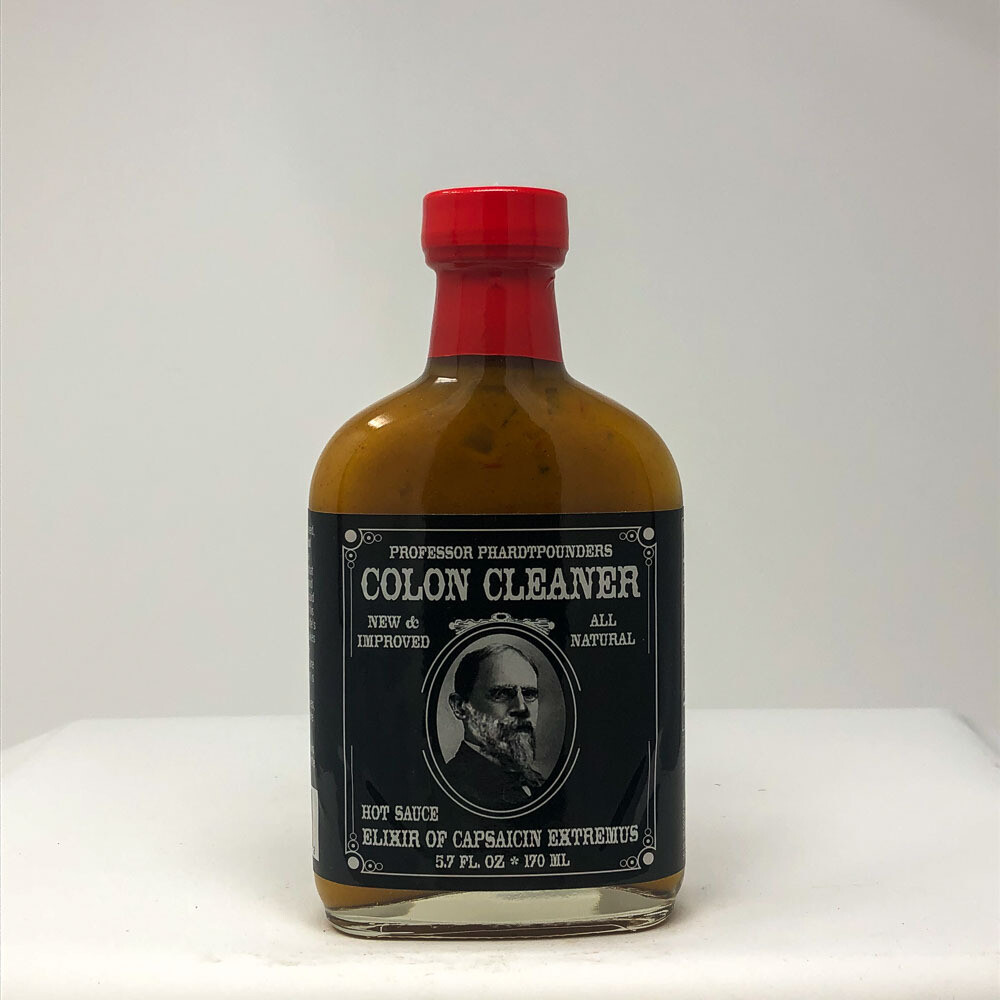 PROFESSOR PHARDTPOUNDERS
COLON CLEANER
NEW &
IMPROVED
ALL
NATURAL
HOT SAUCE
ELIXIR OF CAPSAICIN EXTREMUS
5.7 FL. OZ * 170 ML